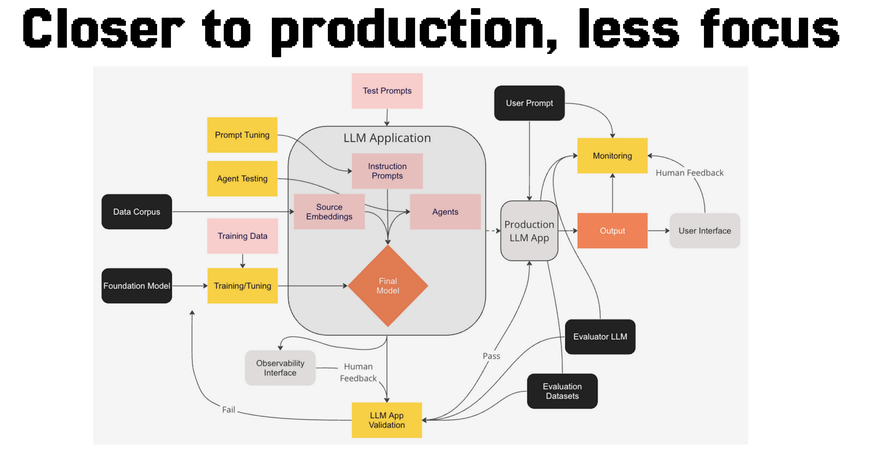 Closer to production, less focus
Test Prompts
User Prompt
Prompt Tuning
LLM Application
Instruction
Prompts
Monitoring
Agent Testing
Human Feedback
Data Corpus
Source
Embeddings
Agents
Production
LLM App
Output
User Interface
Training Data
Foundation Model
Training/Tuning
Final
Model
Evaluator LLM
Observability
Interface
Human
Feedback
Pass
Evaluation
Datasets
Fail
LLM App
Validation